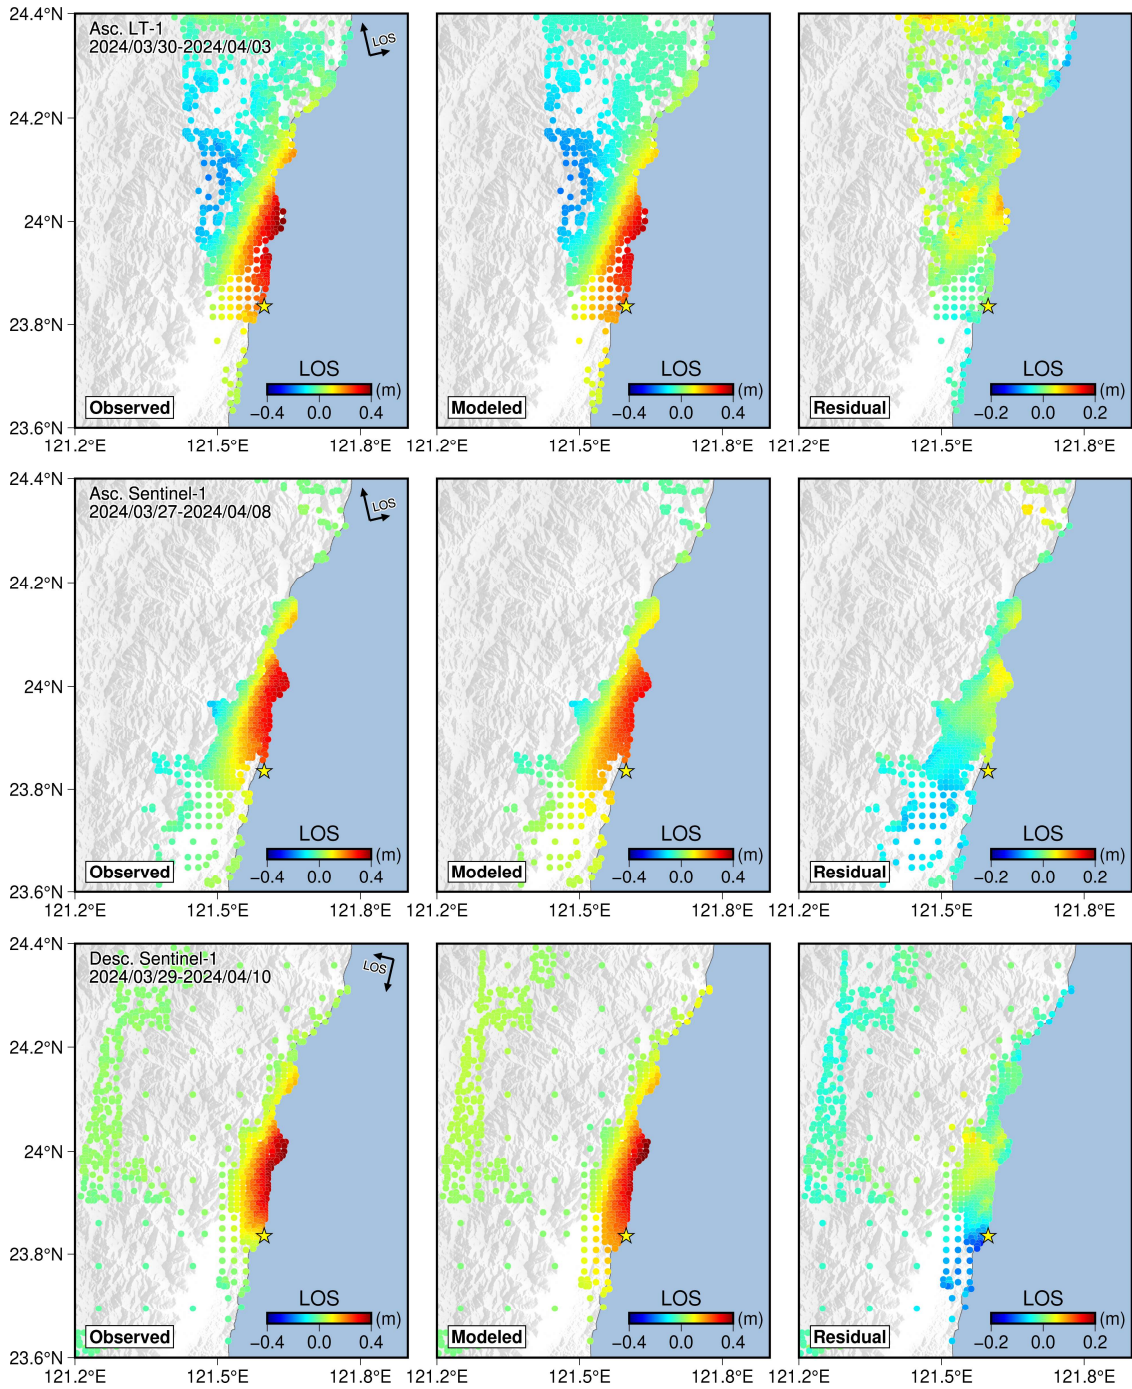 24.4°N
Asc. LT-1
2024/03/30-2024/04/03
LOS
24.2°N
24°N
23.8°N
23.6°N
LOS
(m)
−0.4 0.0 0.4
Observed
121.2°E 121.5°E 121.8°E
LOS
(m)
−0.4 0.0 0.4
Modeled
121.2°E 121.5°E 121.8°E
LOS
(m)
−0.2 0.0 0.2
Residual
121.2°E 121.5°E 121.8°E
24.4°N
Asc. Sentinel-1
2024/03/27-2024/04/08
LOS
24.2°N
24°N
23.8°N
23.6°N
LOS
(m)
−0.4 0.0 0.4
Observed
121.2°E 121.5°E 121.8°E
LOS
(m)
−0.4 0.0 0.4
Modeled
121.2°E 121.5°E 121.8°E
LOS
(m)
−0.2 0.0 0.2
Residual
121.2°E 121.5°E 121.8°E
24.4°N
Desc. Sentinel-1
2024/03/29-2024/04/10
LOS
24.2°N
24°N
23.8°N
23.6°N
LOS
(m)
−0.4 0.0 0.4
Observed
121.2°E 121.5°E 121.8°E
LOS
(m)
−0.4 0.0 0.4
Modeled
121.2°E 121.5°E 121.8°E
LOS
(m)
−0.2 0.0 0.2
Residual
121.2°E 121.5°E 121.8°E